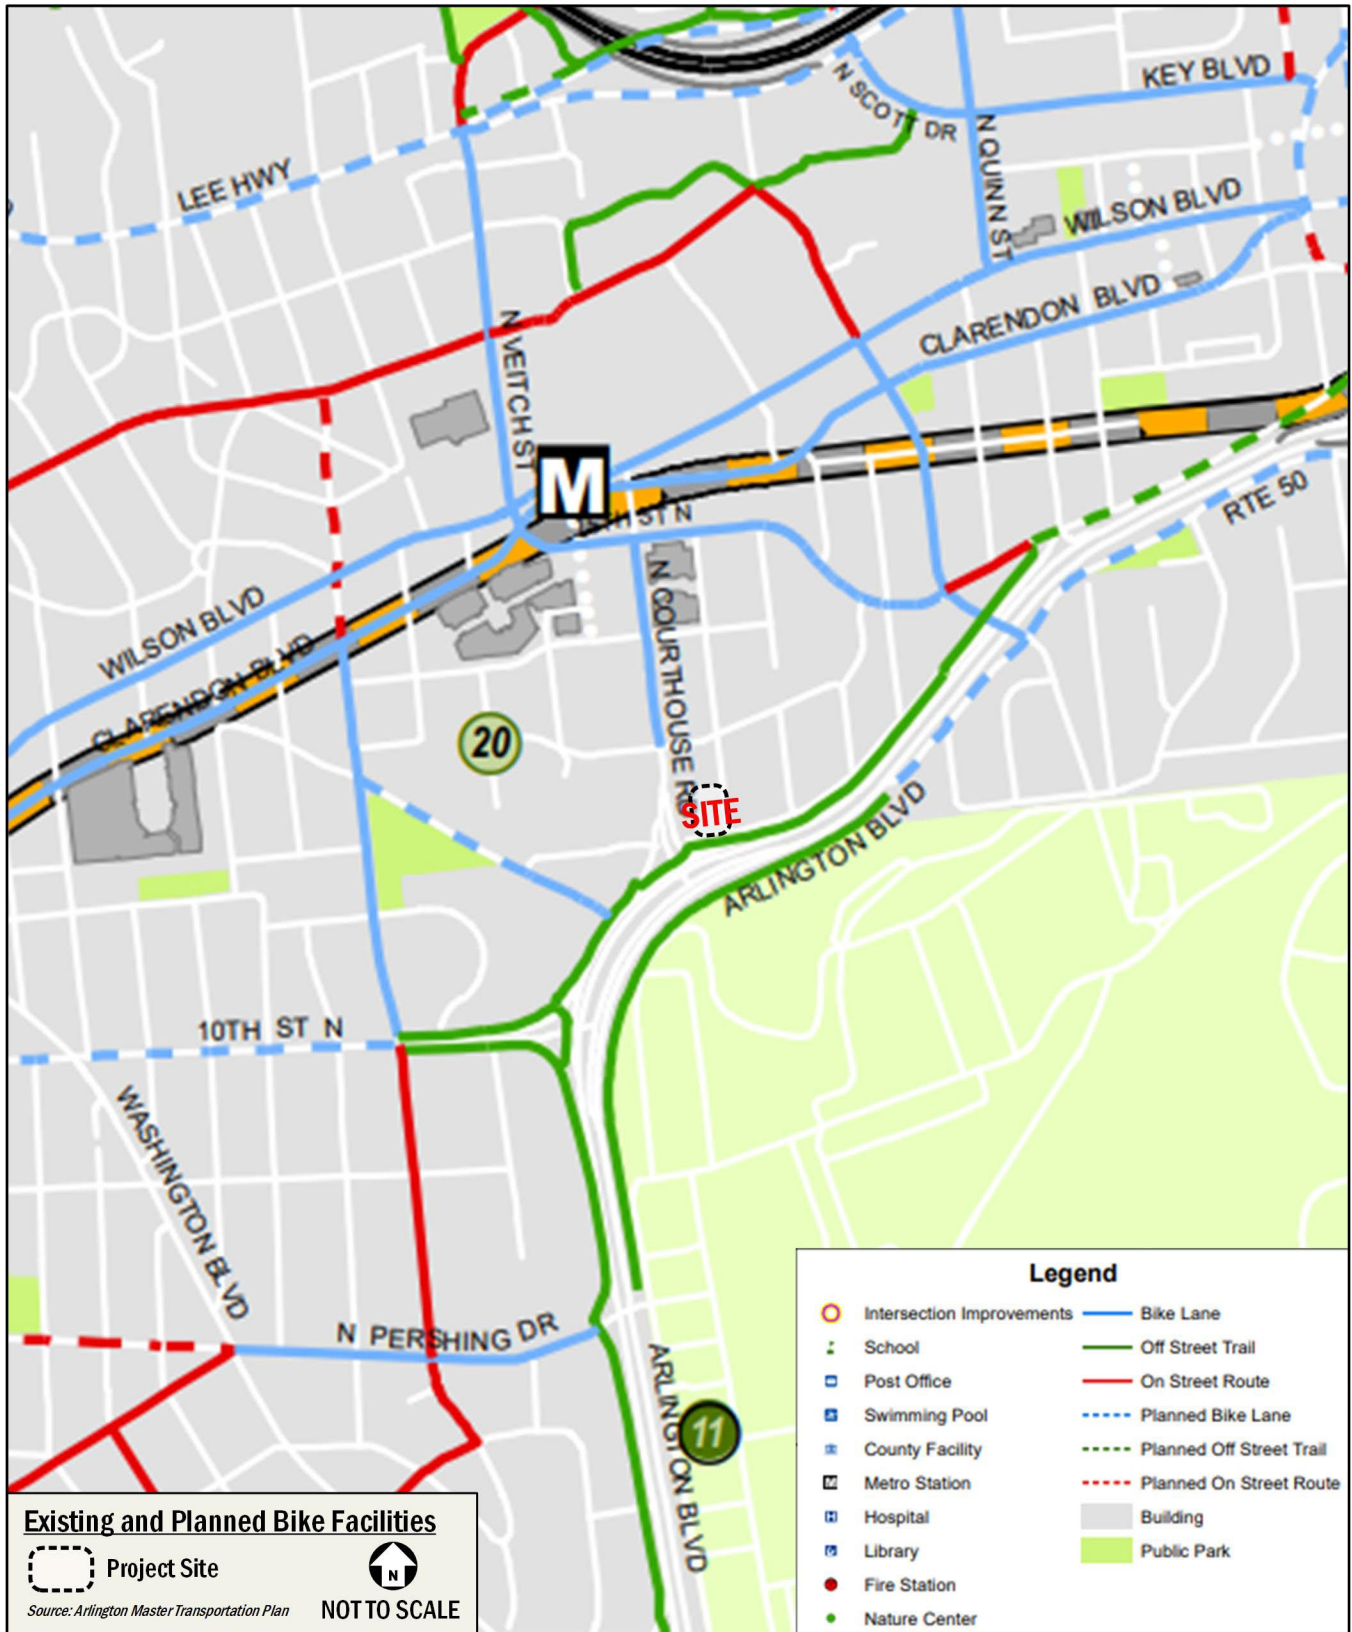 KEY BLVD
N SCOTT DR
N QUINN ST
LEE HWY
WILSON BLVD
CLARENDON BLVD
N VEITCH ST
M
15TH ST N
RTE 50
N COURTHOUSE RD
WILSON BLVD
CLARENDON BLVD
20
SITE
ARLINGTON BLVD
10TH ST N
WASHINGTON BLVD
N PERSHING DR
ARLINGTON BLVD
11
Legend
Intersection Improvements
School
Post Office
Swimming Pool
County Facility
Metro Station
Hospital
Library
Fire Station
Nature Center
Bike Lane
Off Street Trail
On Street Route
Planned Bike Lane
Planned Off Street Trail
Planned On Street Route
Building
Public Park
Existing and Planned Bike Facilities
Project Site
N
NOT TO SCALE
Source: Arlington Master Transportation Plan